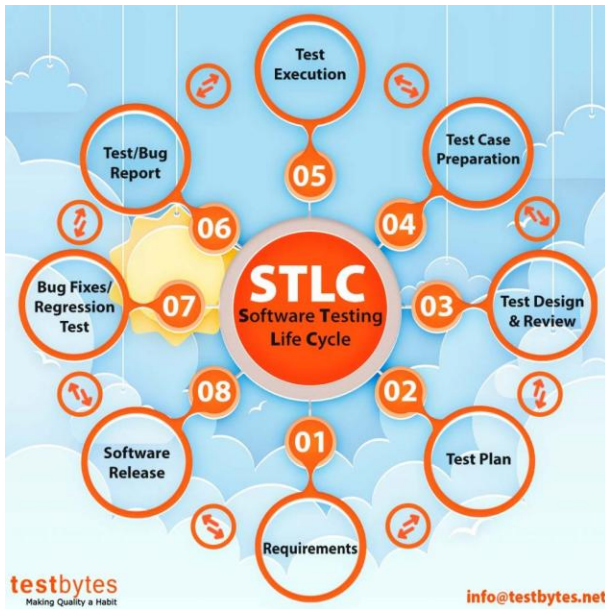 Test
Execution
05
Test Case
Preparation
04
Test/Bug
Report
06
STLC
Software Testing
Life Cycle
03
Test Design
& Review
07
Bug Fixes/
Regression
Test
08
Software
Release
02
Test Plan
01
Requirements
testbytes
Making Quality a Habit
info@testbytes.net